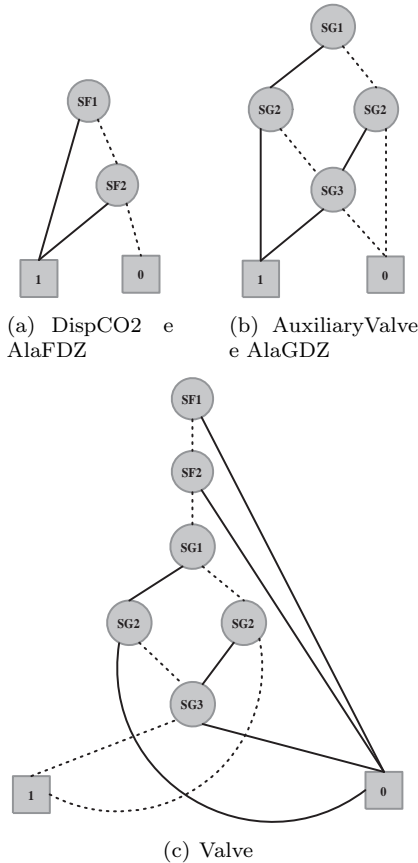 SG1
SF1
SG2 SG2
SF2
SG3
1 0 1 0
(a) DispCO2 e
AlaFDZ
(b) AuxiliaryValve
e AlaGDZ
SF1
SF2
SG1
SG2 SG2
SG3
1 0
(c) Valve